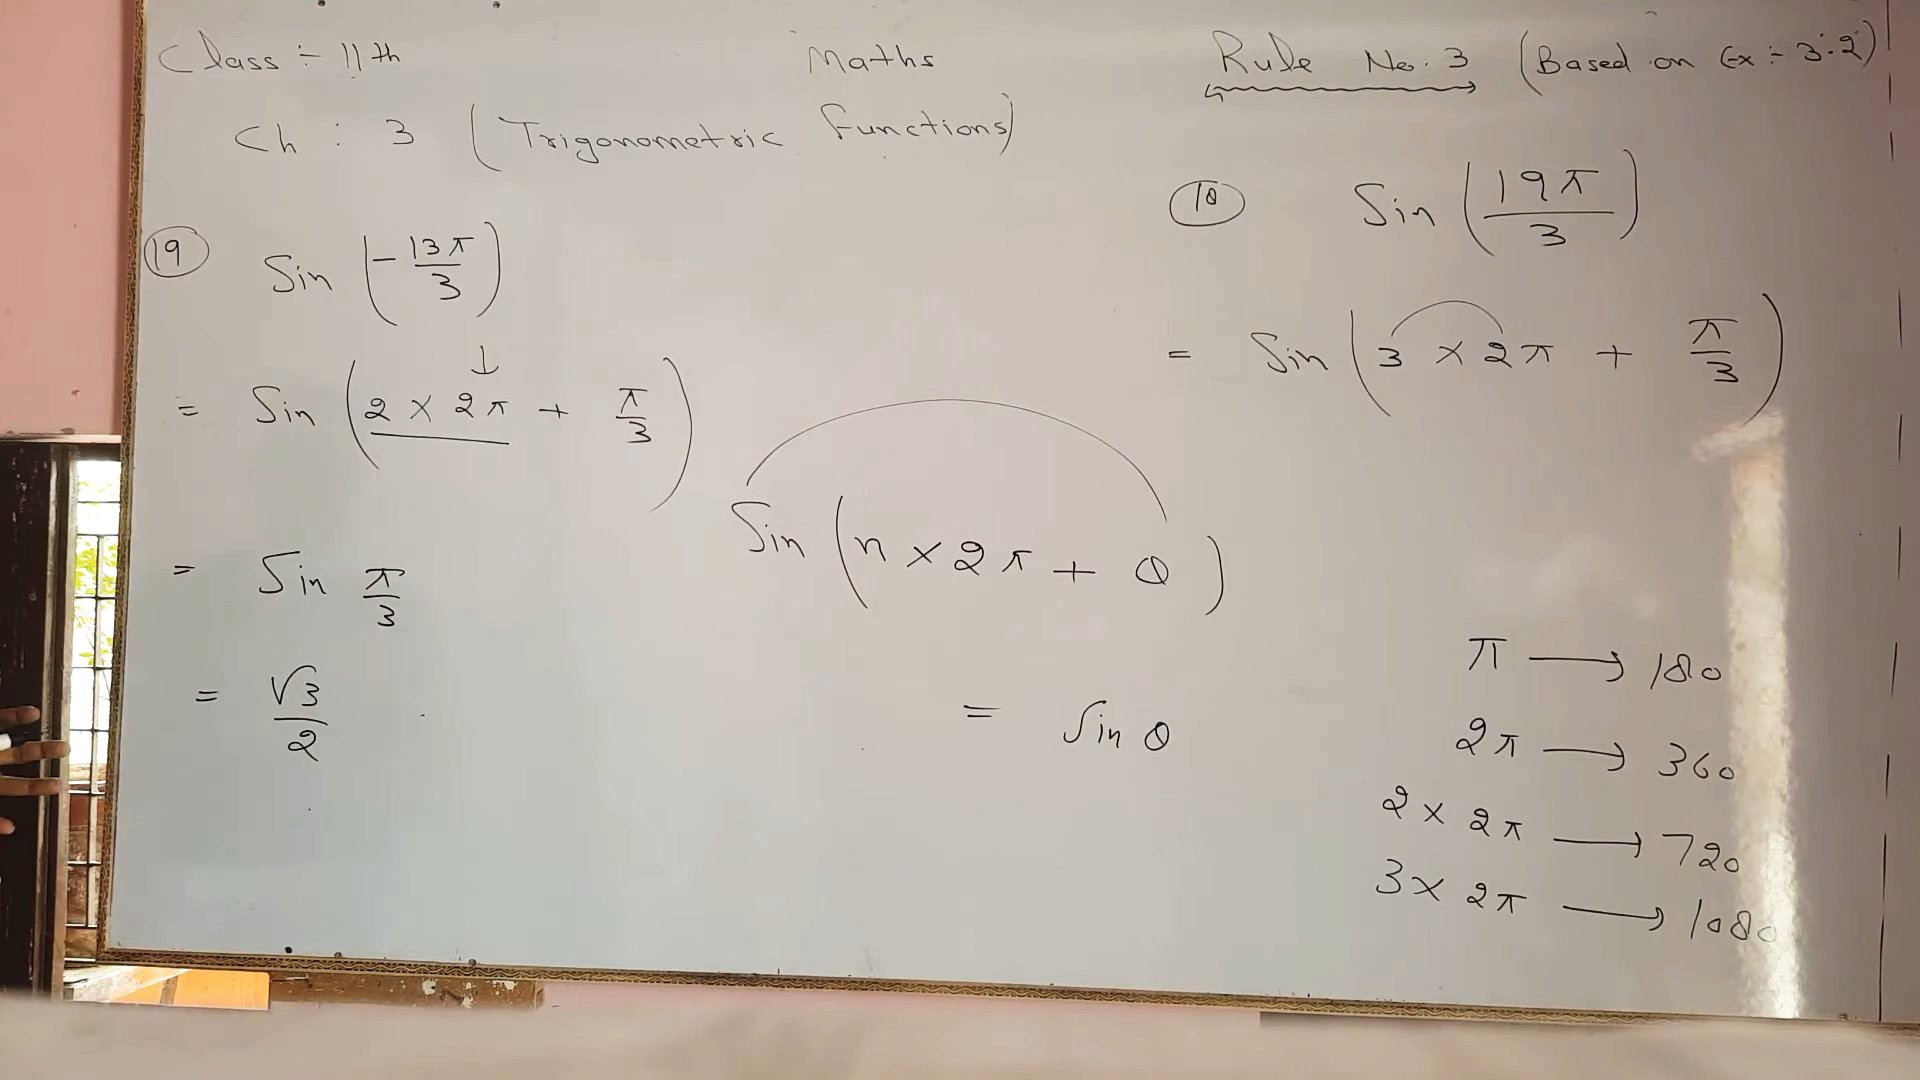 Class :- 11th Maths Rule No. 3 (Based on Ex :- 3.2)
Ch : 3 (Trigonometric Functions)
19 Sin (-13π/3)
= Sin (2 × 2π + π/3)
= Sin π/3
= √3/2
Sin (n × 2π + θ)
= Sin θ
18 Sin (19π/3)
= Sin (3 × 2π + π/3)
π → 180
2π → 360
2 × 2π → 720
3 × 2π → 1080